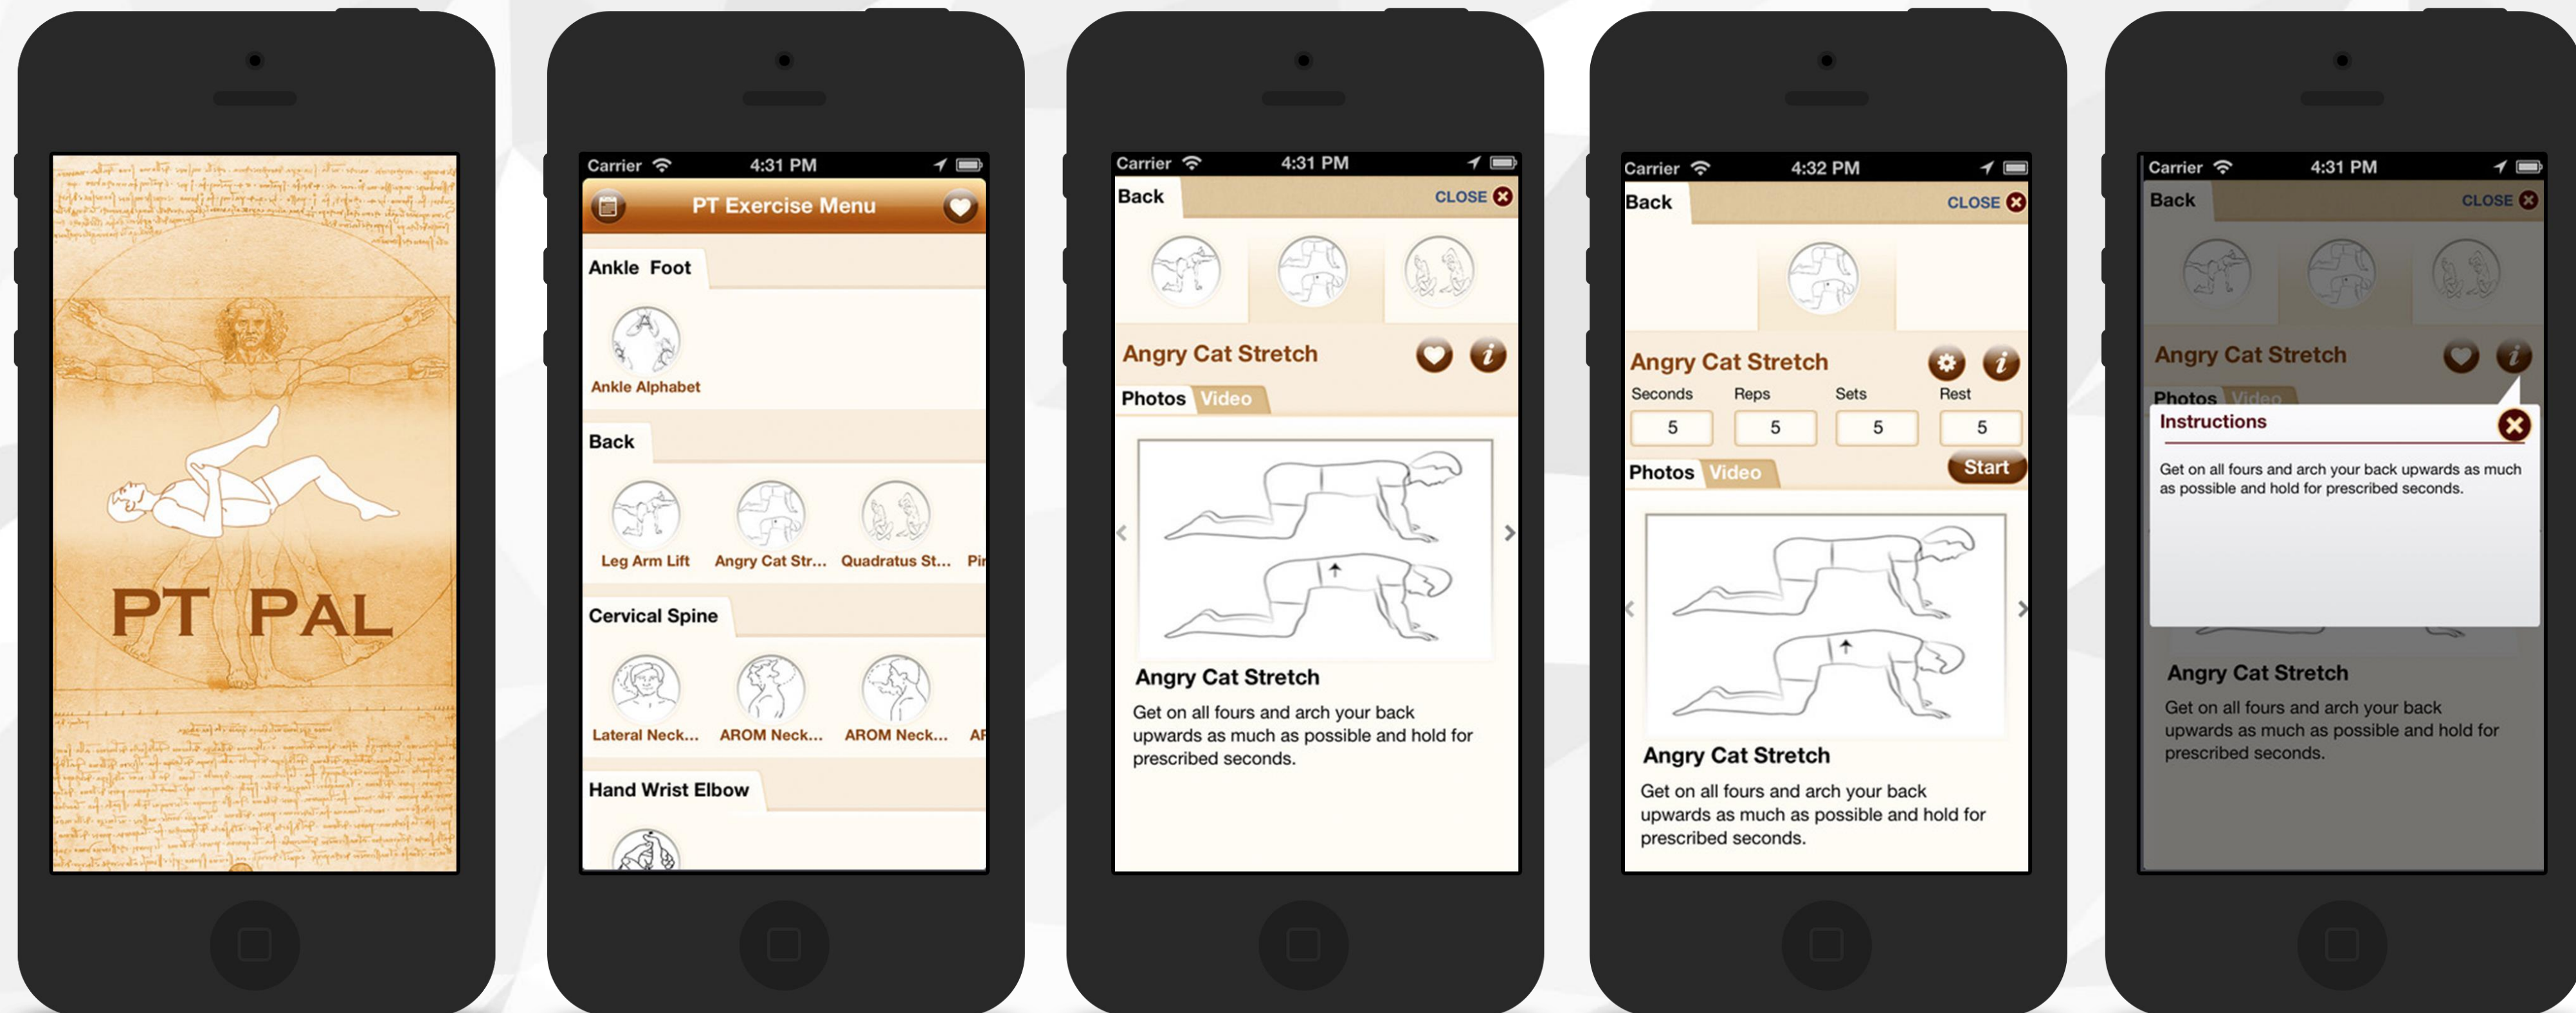 PT PAL
Carrier 4:31 PM
PT Exercise Menu
Ankle Foot
Ankle Alphabet
Back
Leg Arm Lift Angry Cat Str... Quadratus St... Pir
Cervical Spine
Lateral Neck... AROM Neck... AROM Neck... AF
Hand Wrist Elbow
Carrier 4:31 PM
Back CLOSE
Angry Cat Stretch
Photos Video
Angry Cat Stretch
Get on all fours and arch your back
upwards as much as possible and hold for
prescribed seconds.
Carrier 4:32 PM
Back CLOSE
Angry Cat Stretch
Seconds Reps Sets Rest
5 5 5 5
Photos Video Start
Angry Cat Stretch
Get on all fours and arch your back
upwards as much as possible and hold for
prescribed seconds.
Carrier 4:31 PM
Back CLOSE
Angry Cat Stretch
Photos Video
Instructions
Get on all fours and arch your back upwards as much
as possible and hold for prescribed seconds.
Angry Cat Stretch
Get on all fours and arch your back
upwards as much as possible and hold for
prescribed seconds.